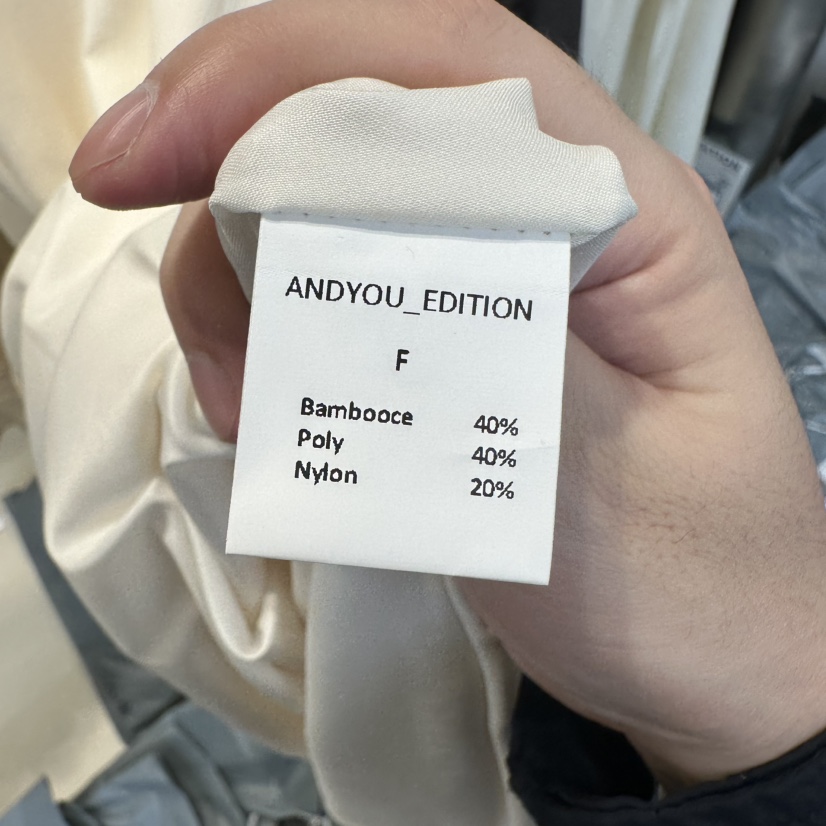 ANDYOU_EDITION
F
Bambooce 40%
Poly 40%
Nylon 20%